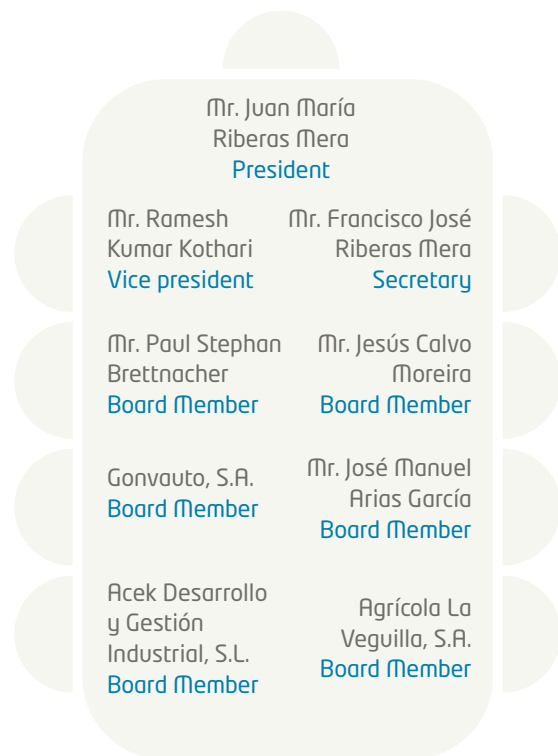 Mr. Juan María
Riberas Mera
President
Mr. Ramesh
Kumar Kothari
Vice president
Mr. Francisco José
Riberas Mera
Secretary
Mr. Paul Stephan
Brettnacher
Board Member
Mr. Jesús Calvo
Moreira
Board Member
Gonvauto, S.A.
Board Member
Mr. José Manuel
Arias García
Board Member
Acek Desarrollo
y Gestión
Industrial, S.L.
Board Member
Agrícola La
Veguilla, S.A.
Board Member